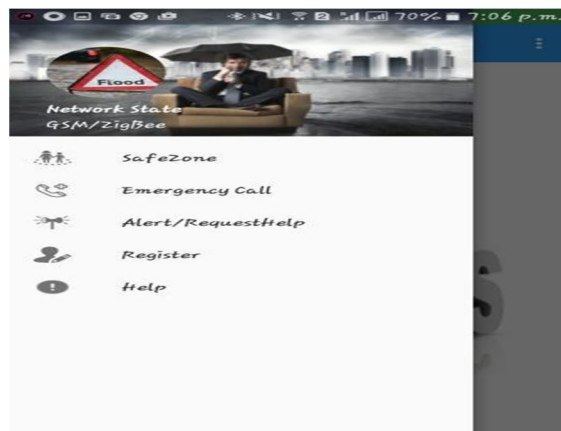 70% 7:06 p.m.
Flood
Network State
GSM/ZigBee
SafeZone
Emergency Call
Alert/RequestHelp
Register
Help
S